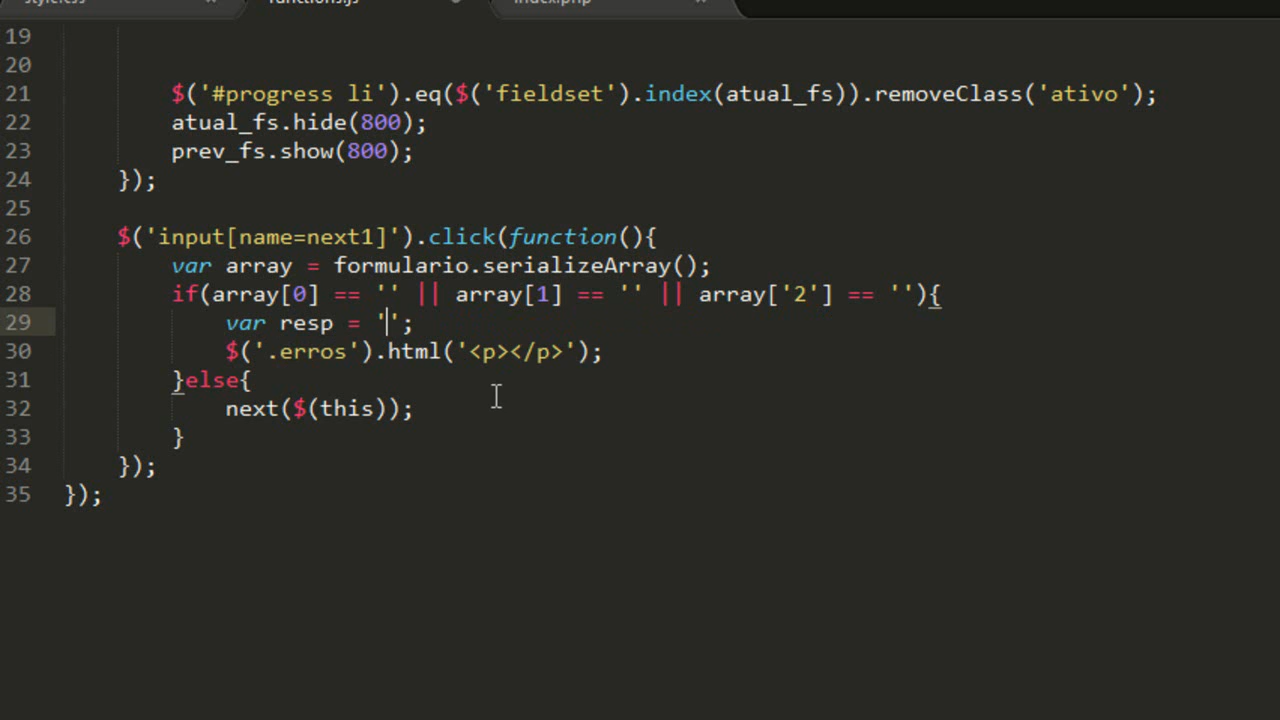 19
20
21 $('#progress li').eq($('fieldset').index(atual_fs)).removeClass('ativo');
22 atual_fs.hide(800);
23 prev_fs.show(800);
24 });
25
26 $('input[name=next1]').click(function(){
27 var array = formulario.serializeArray();
28 if(array[0] == '' || array[1] == '' || array['2'] == ''){
29 var resp = '';
30 $('.erros').html('<p></p>');
31 }else{
32 next($(this));
33 }
34 });
35 });